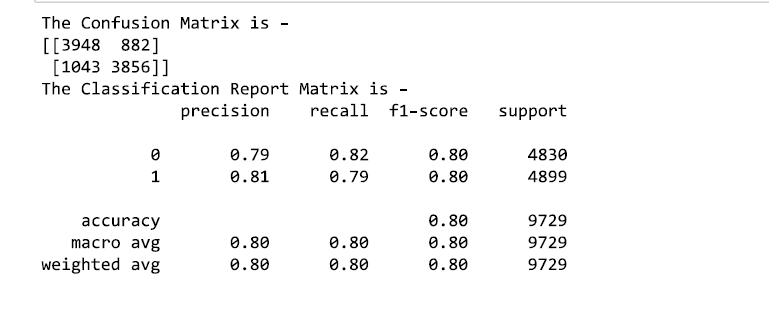 The Confusion Matrix is -
[[3948  882]
 [1043 3856]]
The Classification Report Matrix is -
              precision    recall  f1-score   support

           0       0.79      0.82      0.80      4830
           1       0.81      0.79      0.80      4899

    accuracy                           0.80      9729
   macro avg       0.80      0.80      0.80      9729
weighted avg       0.80      0.80      0.80      9729